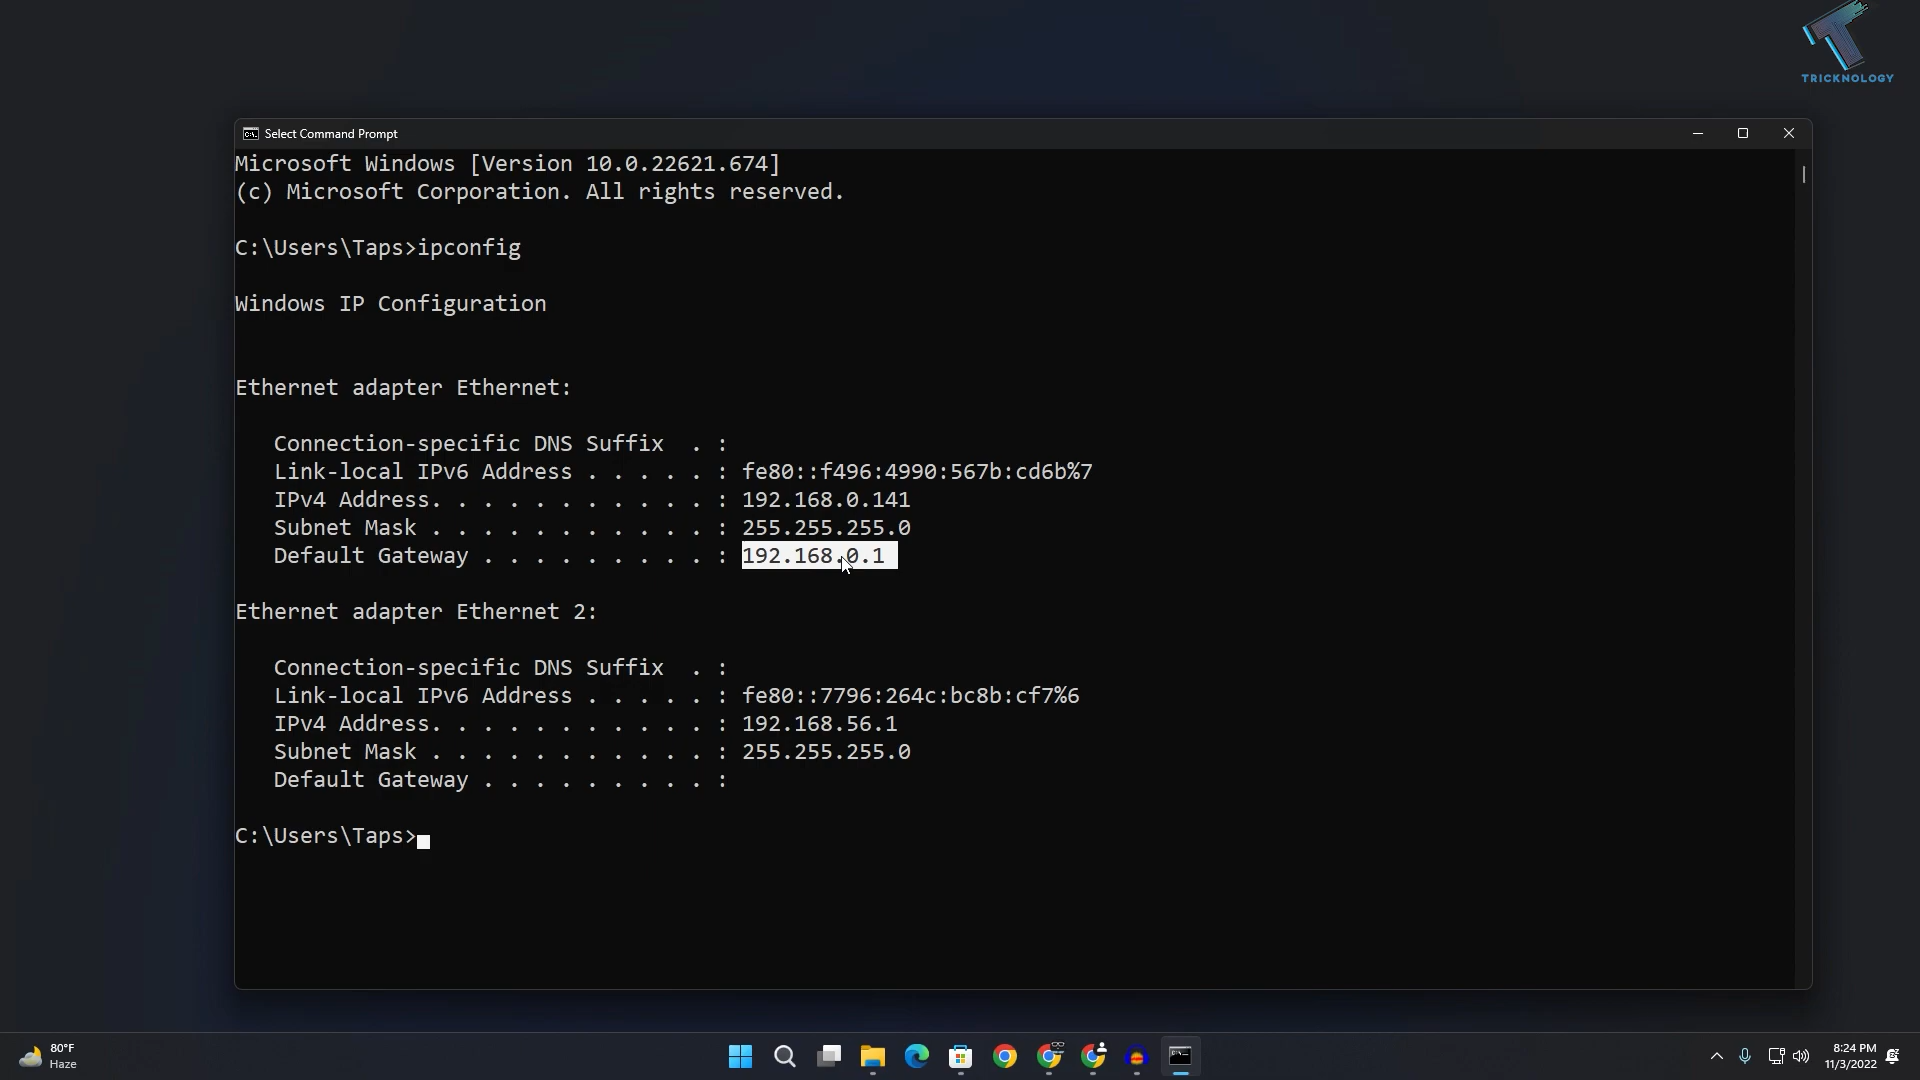 TRICKNOLOGY
Select Command Prompt
Microsoft Windows [Version 10.0.22621.674]
(c) Microsoft Corporation. All rights reserved.
C:\Users\Taps>ipconfig
Windows IP Configuration
Ethernet adapter Ethernet:
Connection-specific DNS Suffix  . :
Link-local IPv6 Address . . . . . : fe80::f496:4990:567b:cd6b%7
IPv4 Address. . . . . . . . . . . : 192.168.0.141
Subnet Mask . . . . . . . . . . . : 255.255.255.0
Default Gateway . . . . . . . . . : 192.168.0.1
Ethernet adapter Ethernet 2:
Connection-specific DNS Suffix  . :
Link-local IPv6 Address . . . . . : fe80::7796:264c:bc8b:cf7%6
IPv4 Address. . . . . . . . . . . : 192.168.56.1
Subnet Mask . . . . . . . . . . . : 255.255.255.0
Default Gateway . . . . . . . . . :
C:\Users\Taps>
80°F
Haze
8:24 PM
11/3/2022